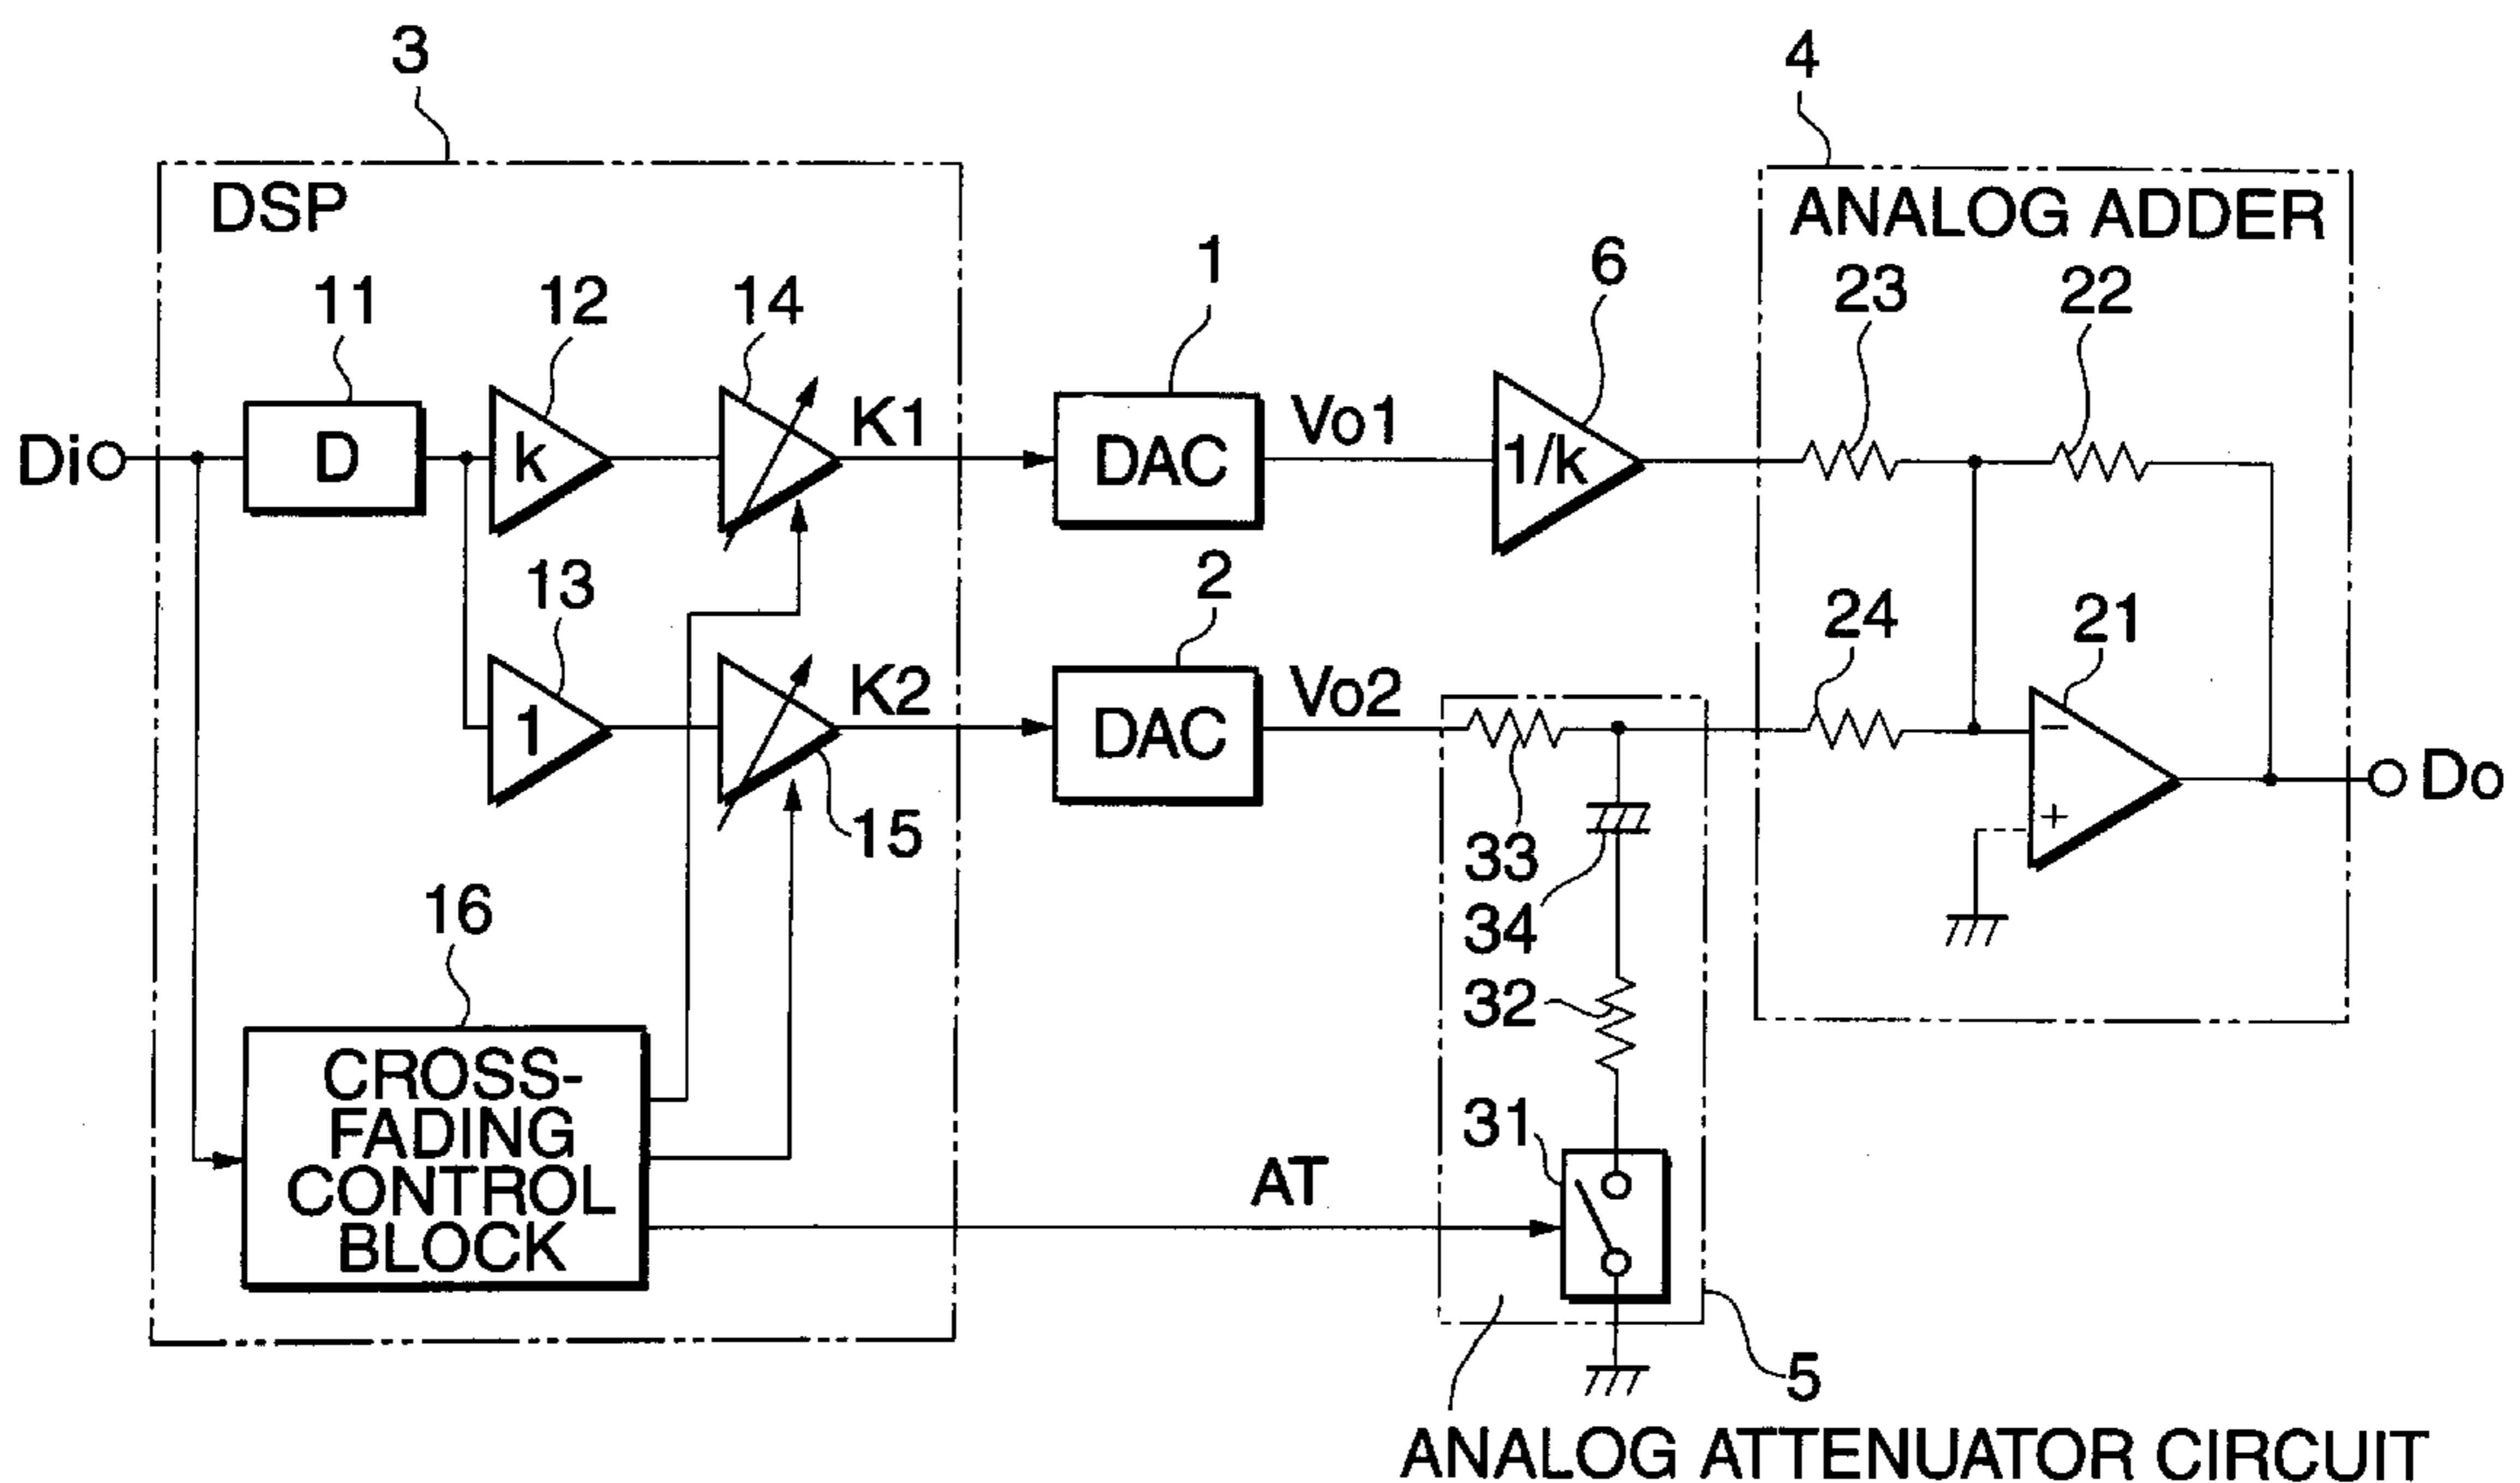 3
4
DSP
ANALOG ADDER
1
6
11
12
14
23
22
K1
Vo1
Di
D
k
DAC
1/k
2
13
24
21
K2
Vo2
1
DAC
−
Do
+
15
33
16
34
32
CROSS-
FADING
CONTROL
BLOCK
31
AT
5
ANALOG ATTENUATOR CIRCUIT